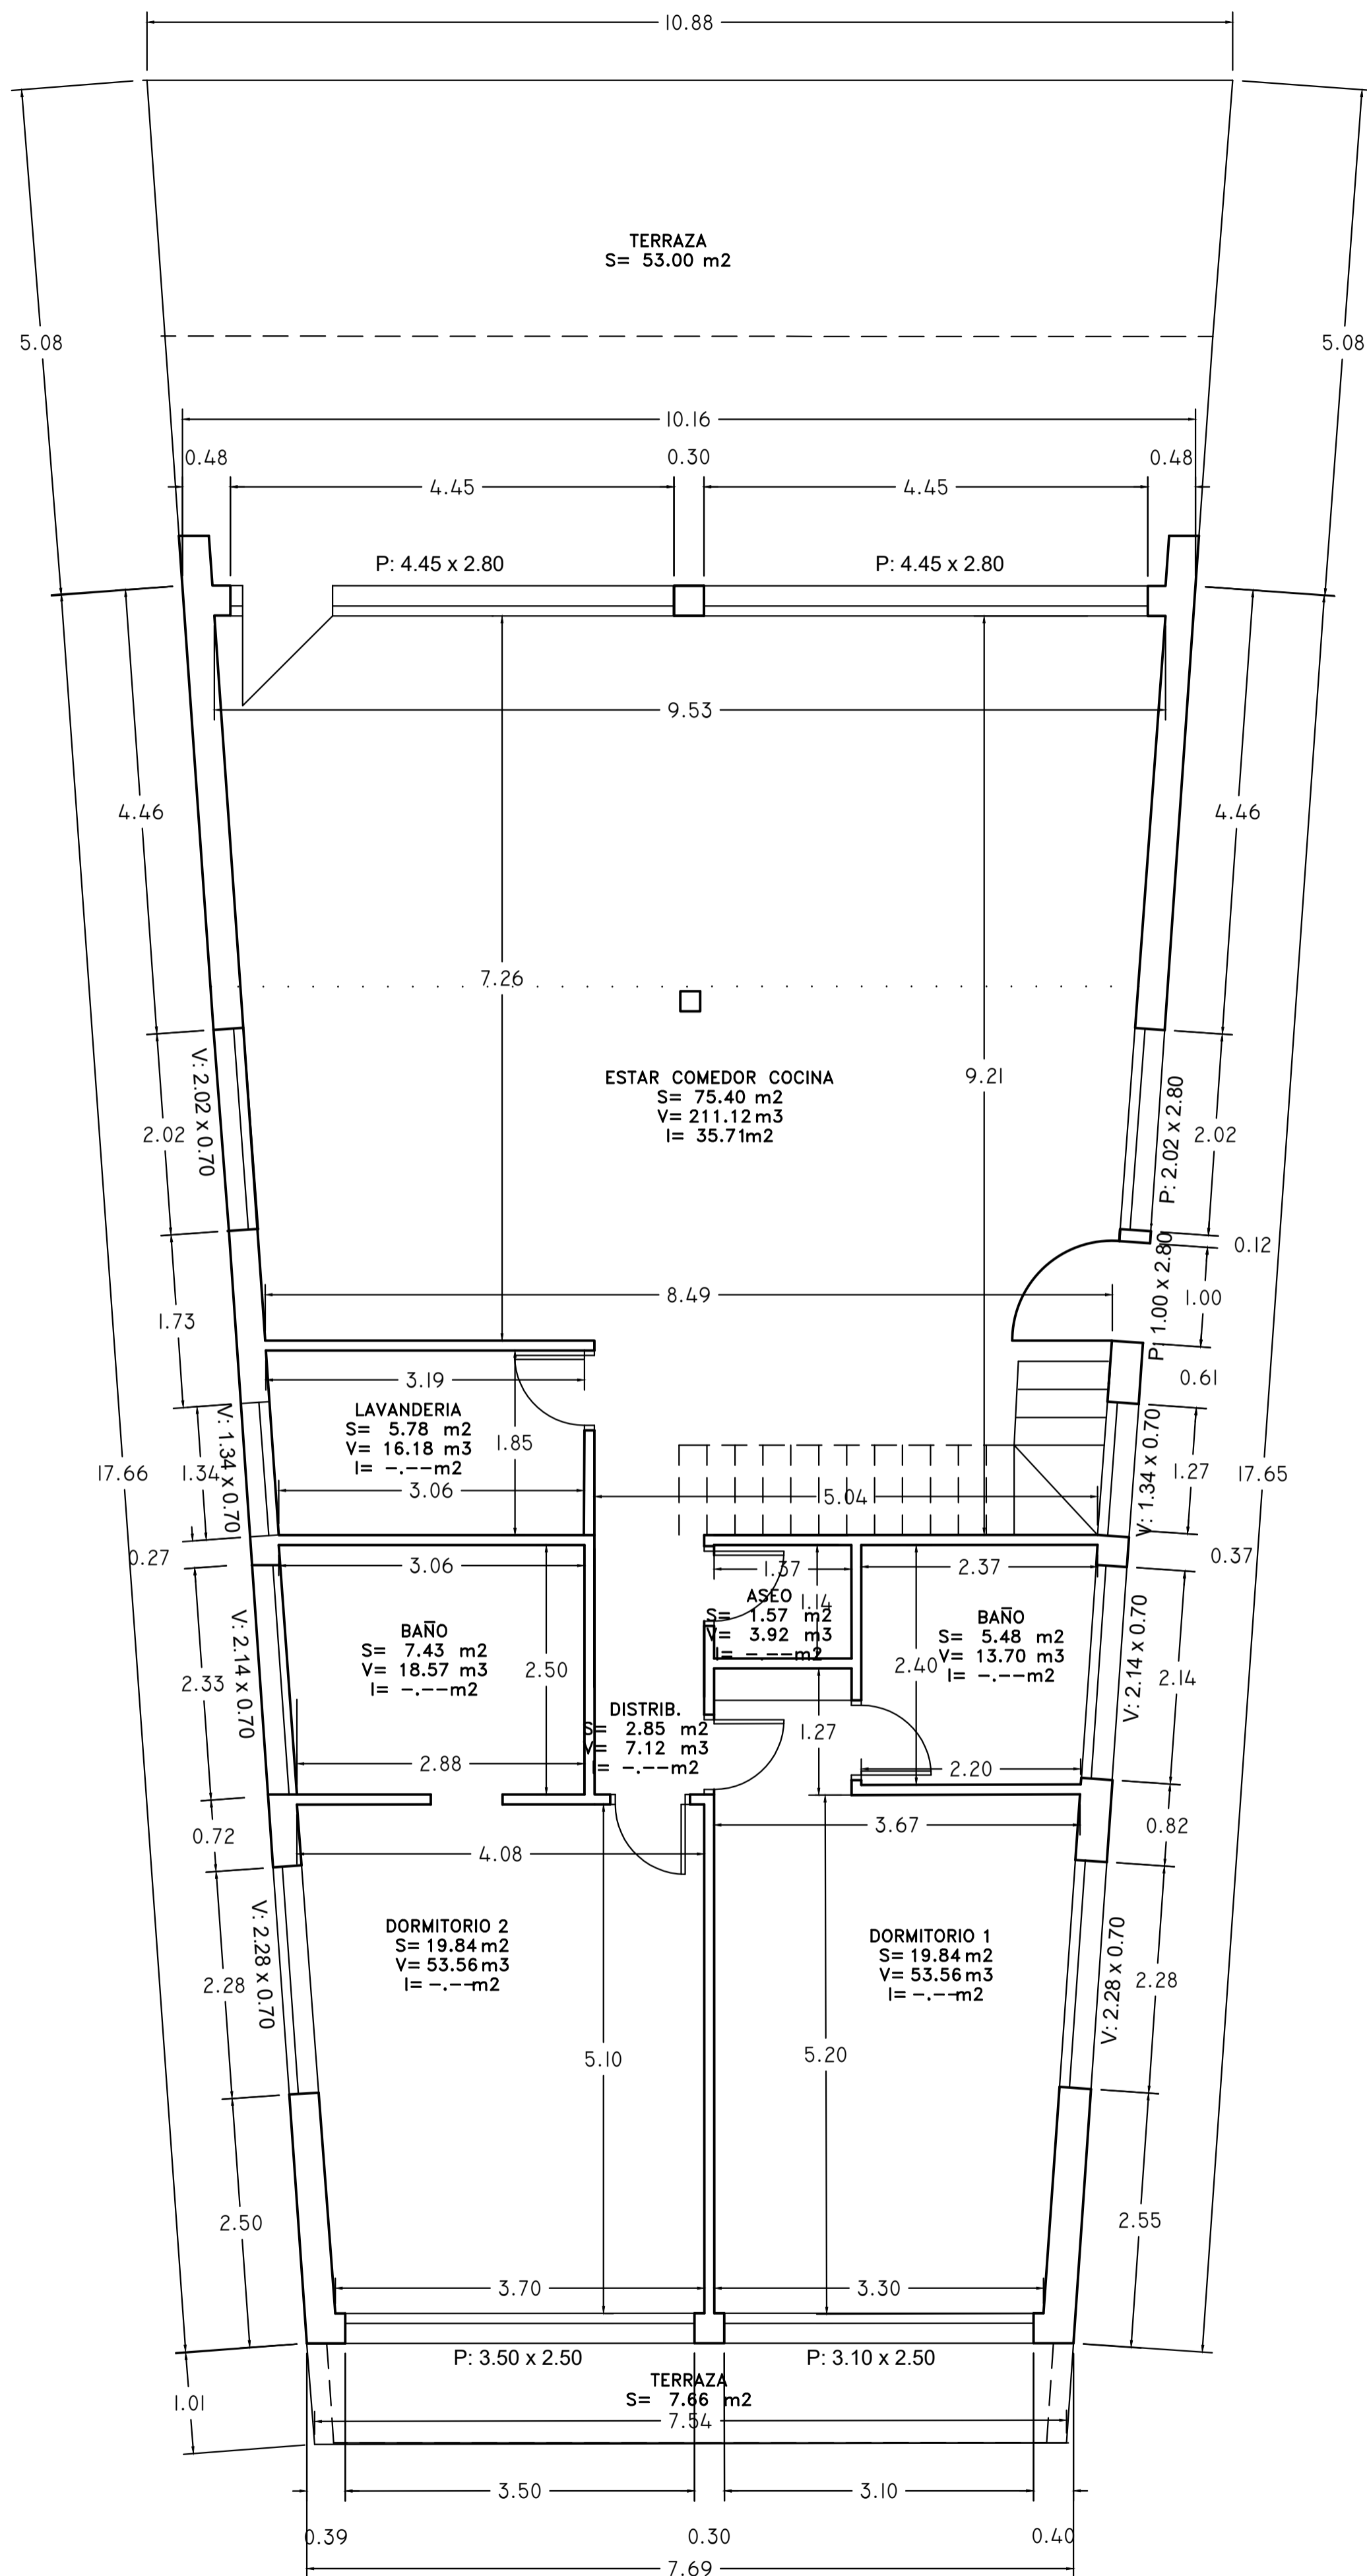 10.88
TERRAZA
S= 53.00 m2
5.08
5.08
10.16
0.48
0.30
0.48
4.45
4.45
P: 4.45 x 2.80
P: 4.45 x 2.80
9.53
4.46
4.46
7.26
9.21
ESTAR COMEDOR COCINA
S= 75.40 m2
V= 211.12 m3
I= 35.71m2
V: 2.02 x 0.70
2.02
P: 2.02 x 2.80
2.02
0.12
P: 1.00 x 2.80
1.00
8.49
1.73
0.61
3.19
LAVANDERIA
S= 5.78 m2
V= 16.18 m3
I= -.--m2
1.85
3.06
V: 1.34 x 0.70
1.34
17.66
5.04
V: 1.34 x 0.70
1.27
17.65
0.27
0.37
3.06
1.37
2.37
1.14
ASEO
S= 1.57 m2
V= 3.92 m3
I= -.--m2
BAÑO
S= 7.43 m2
V= 18.57 m3
I= -.--m2
2.50
BAÑO
S= 5.48 m2
V= 13.70 m3
I= -.--m2
2.40
V: 2.14 x 0.70
2.33
V: 2.14 x 0.70
2.14
DISTRIB.
S= 2.85 m2
V= 7.12 m3
I= -.--m2
1.27
2.88
2.20
0.72
0.82
3.67
4.08
DORMITORIO 2
S= 19.84 m2
V= 53.56 m3
I= -.--m2
DORMITORIO 1
S= 19.84 m2
V= 53.56 m3
I= -.--m2
V: 2.28 x 0.70
2.28
V: 2.28 x 0.70
2.28
5.10
5.20
2.50
2.55
3.70
3.30
P: 3.50 x 2.50
P: 3.10 x 2.50
TERRAZA
S= 7.66 m2
7.54
1.01
3.50
3.10
0.39
0.30
0.40
7.69